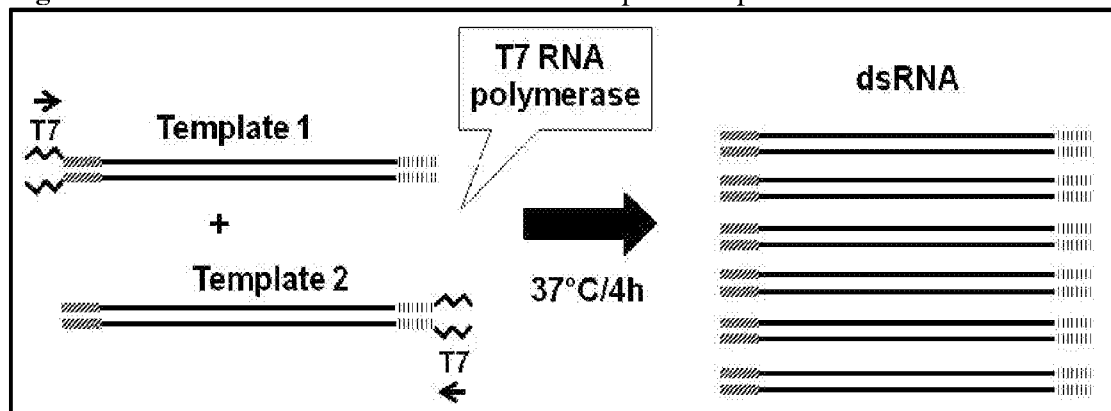 T7 RNA
polymerase
dsRNA
T7
Template 1
+
Template 2
37°C/4h
T7